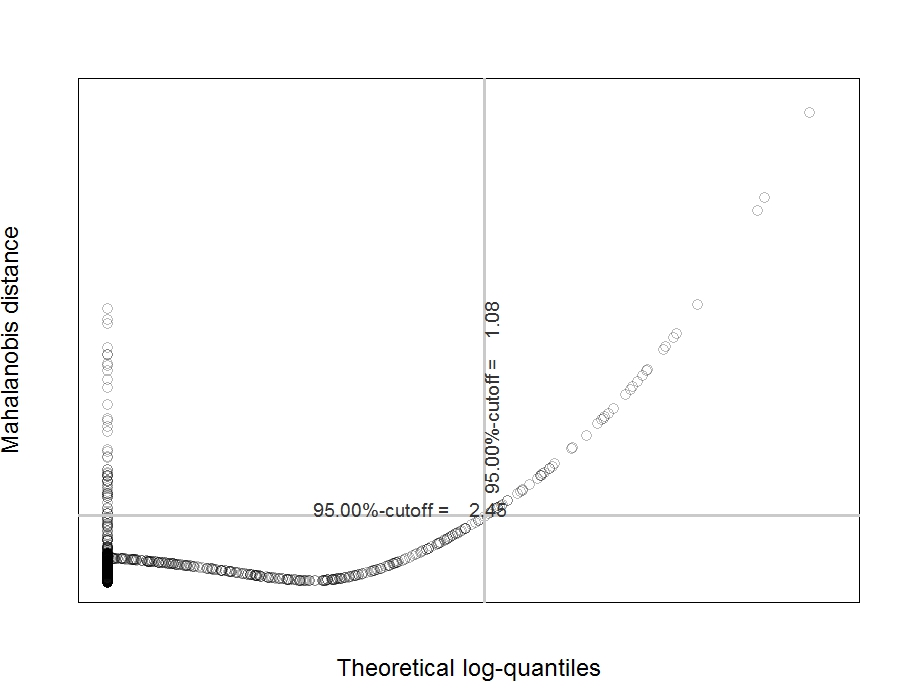 Mahalanobis distance
95.00%-cutoff = 1.08
95.00%-cutoff = 2.45
Theoretical log-quantiles